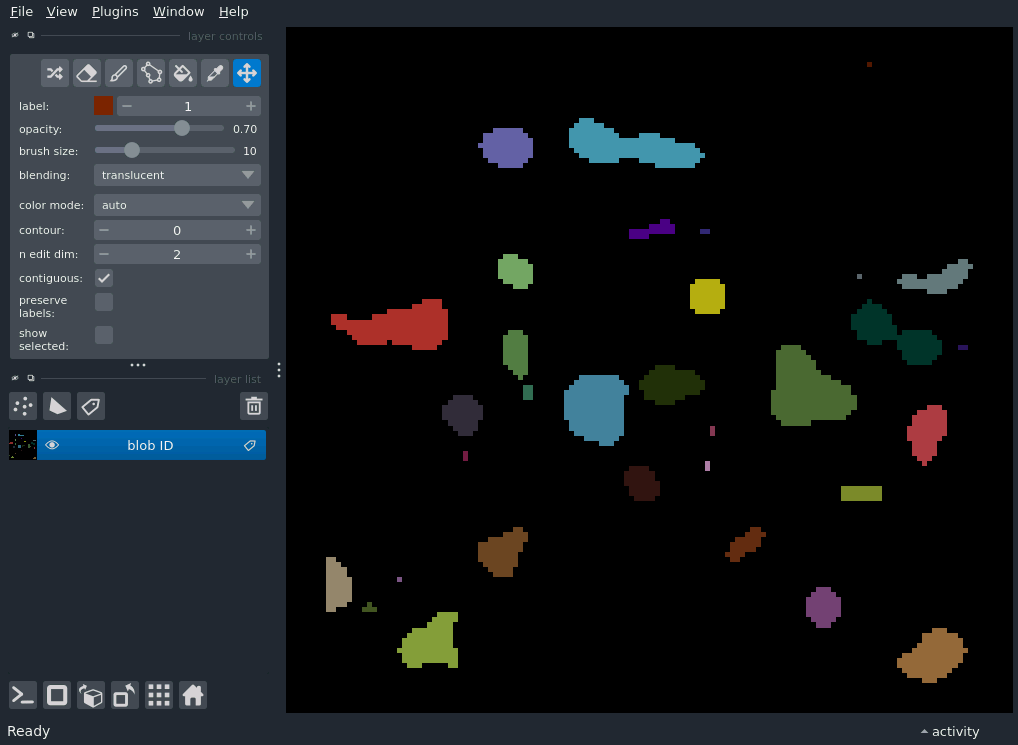 File View Plugins Window Help
layer controls
label: 1
opacity: 0.70
brush size: 10
blending: translucent
color mode: auto
contour: 0
n edit dim: 2
contiguous:
preserve
labels:
show
selected:
layer list
blob ID
Ready
activity